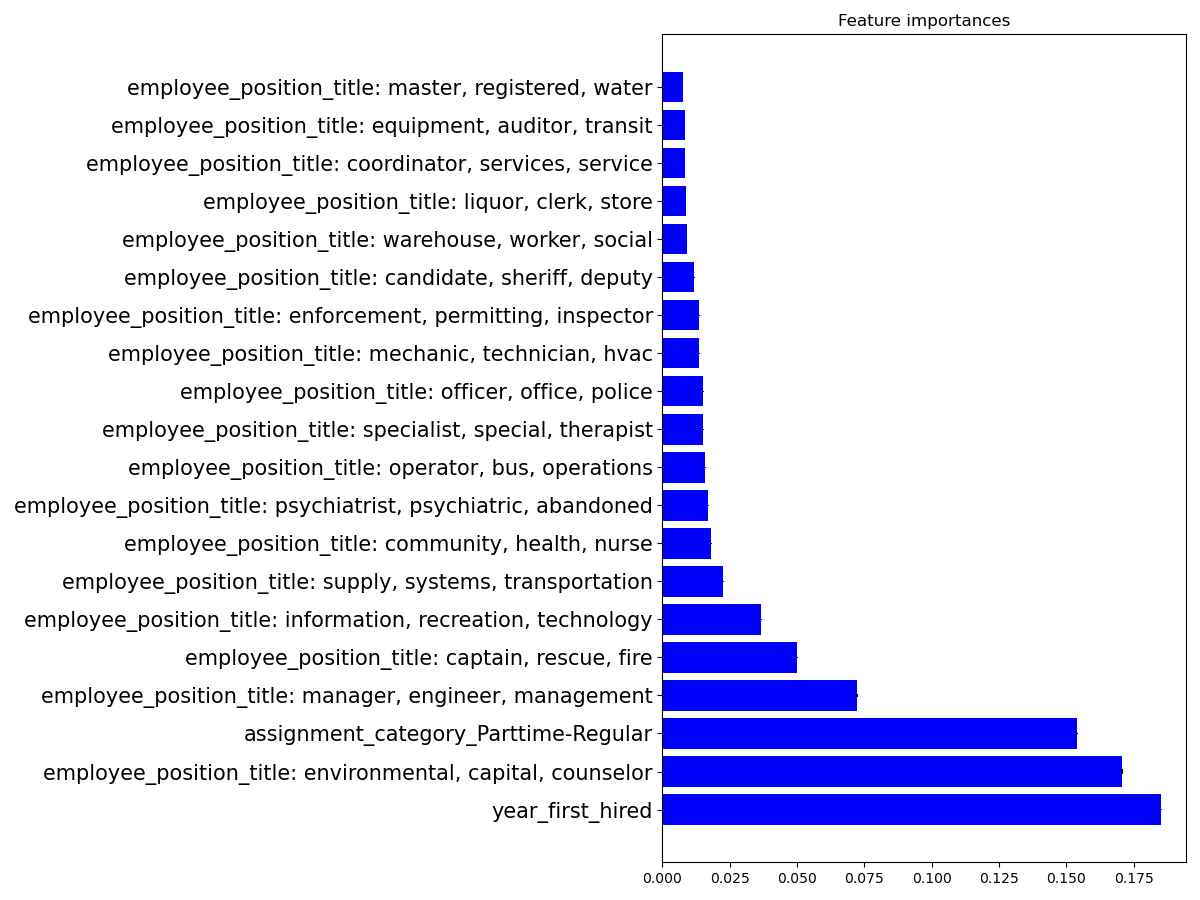 Feature importances
employee_position_title: master, registered, water
employee_position_title: equipment, auditor, transit
employee_position_title: coordinator, services, service
employee_position_title: liquor, clerk, store
employee_position_title: warehouse, worker, social
employee_position_title: candidate, sheriff, deputy
employee_position_title: enforcement, permitting, inspector
employee_position_title: mechanic, technician, hvac
employee_position_title: officer, office, police
employee_position_title: specialist, special, therapist
employee_position_title: operator, bus, operations
employee_position_title: psychiatrist, psychiatric, abandoned
employee_position_title: community, health, nurse
employee_position_title: supply, systems, transportation
employee_position_title: information, recreation, technology
employee_position_title: captain, rescue, fire
employee_position_title: manager, engineer, management
assignment_category_Parttime-Regular
employee_position_title: environmental, capital, counselor
year_first_hired
0.000 0.025 0.050 0.075 0.100 0.125 0.150 0.175